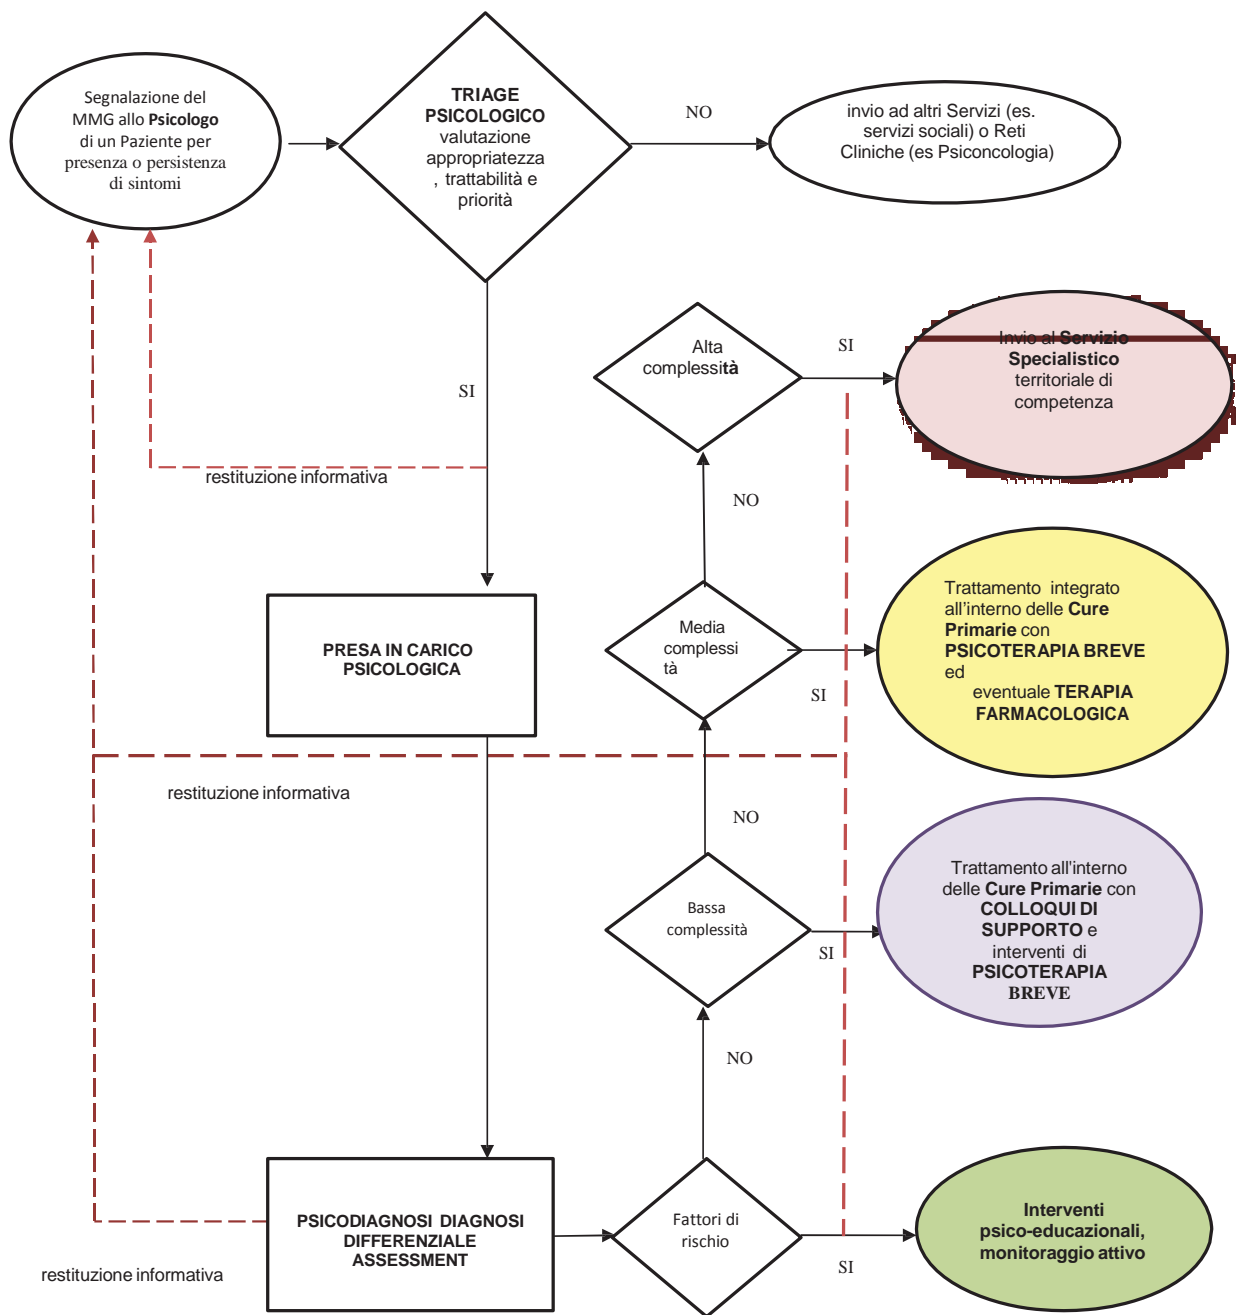 Segnalazione del
MMG allo Psicologo
di un Paziente per
presenza o persistenza
di sintomi
TRIAGE
PSICOLOGICO
valutazione
appropriatezza
, trattabilità e
priorità
NO
invio ad altri Servizi (es.
servizi sociali) o Reti
Cliniche (es Psiconcologia)
SI
restituzione informativa
Alta
complessità
SI
Invio al Servizio
Specialistico
territoriale di
competenza
NO
PRESA IN CARICO
PSICOLOGICA
Media
complessi
tà
SI
Trattamento integrato
all'interno delle Cure
Primarie con
PSICOTERAPIA BREVE
ed
eventuale TERAPIA
FARMACOLOGICA
restituzione informativa
NO
Bassa
complessità
SI
Trattamento all'interno
delle Cure Primarie con
COLLOQUI DI
SUPPORTO e
interventi di
PSICOTERAPIA
BREVE
NO
PSICODIAGNOSI DIAGNOSI
DIFFERENZIALE
ASSESSMENT
Fattori di
rischio
SI
Interventi
psico-educazionali,
monitoraggio attivo
restituzione informativa